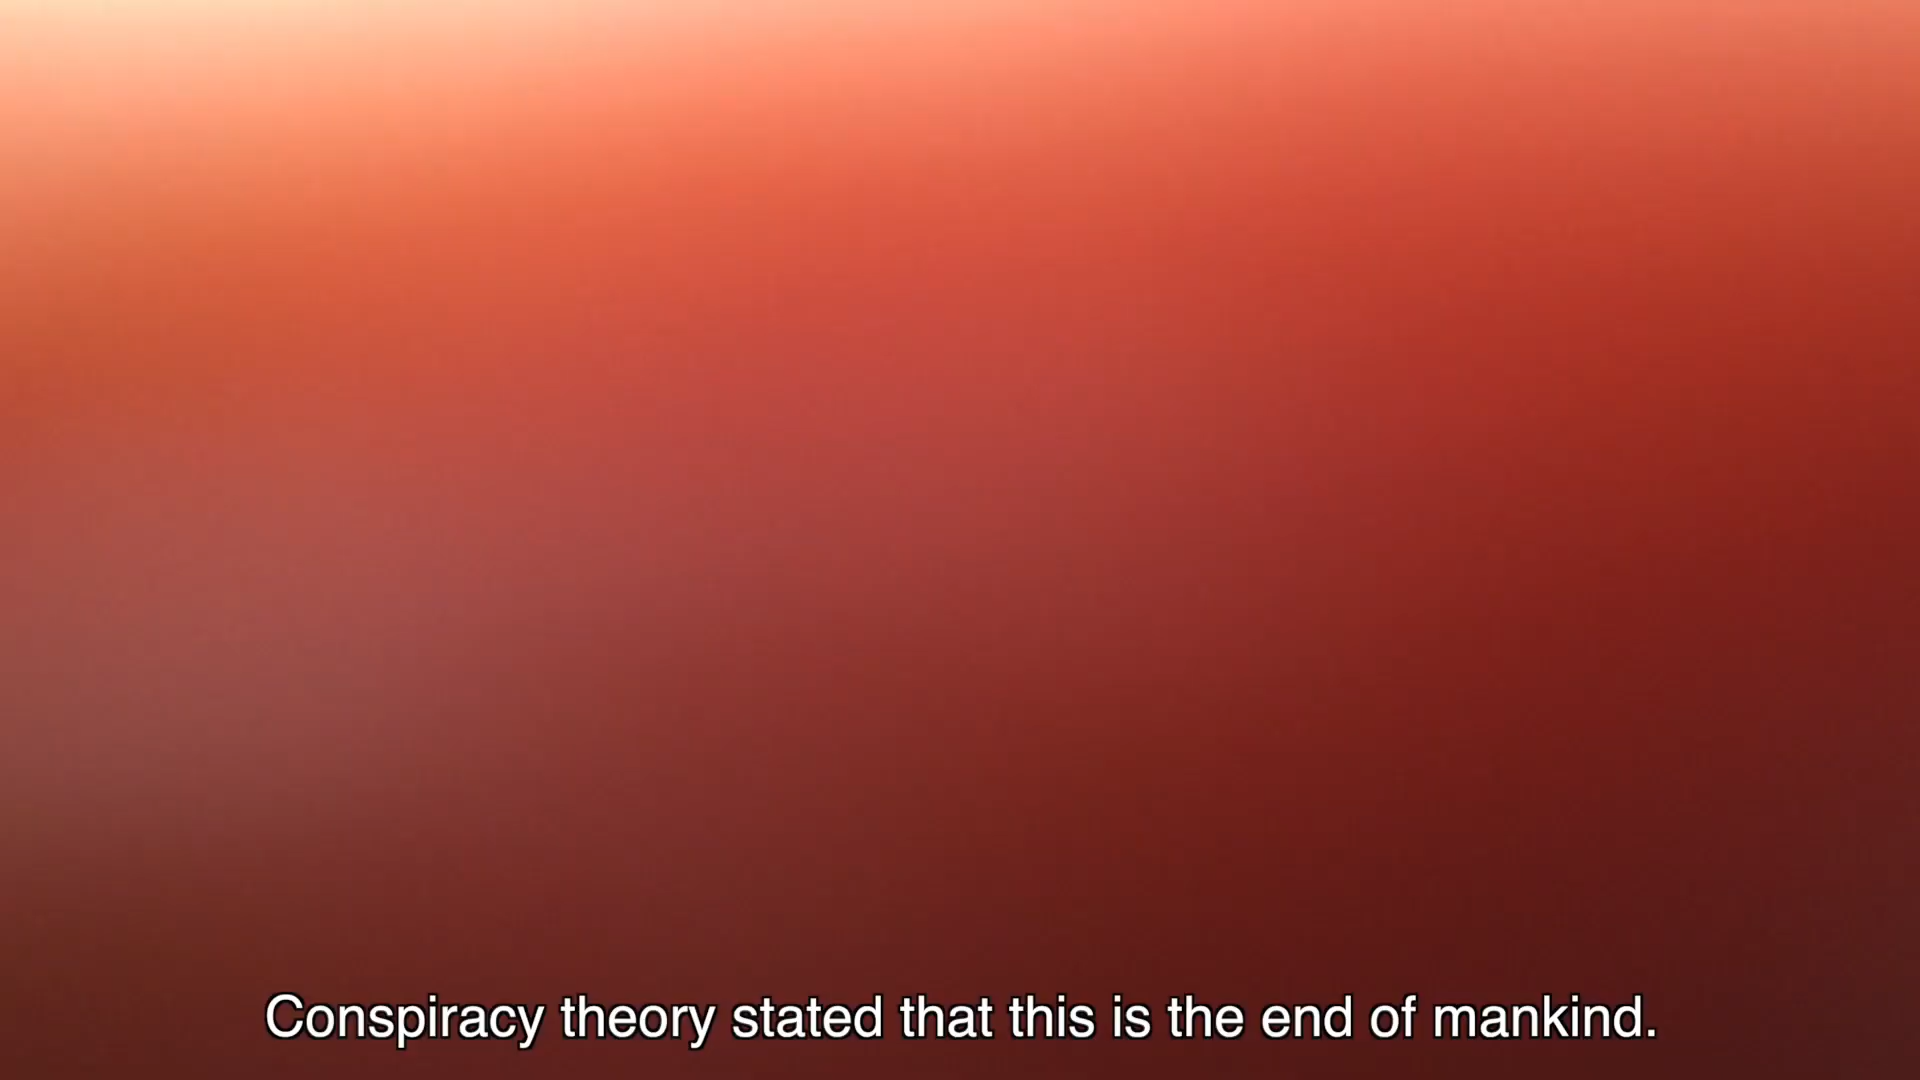 Conspiracy theory stated that this is the end of mankind.